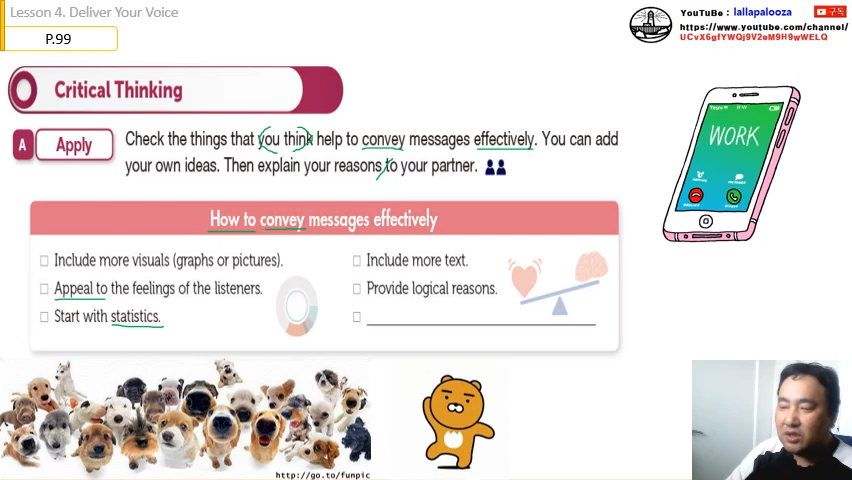 Lesson 4. Deliver Your Voice
P.99
YouTuBe : lallapalooza
구독
https://www.youtube.com/channel/
UCvX6gfYWQj9V2eM9H9wWELQ
Critical Thinking
A Apply
Check the things that you think help to convey messages effectively. You can add
your own ideas. Then explain your reasons to your partner.
How to convey messages effectively
□ Include more visuals (graphs or pictures).
□ Appeal to the feelings of the listeners.
□ Start with statistics.
□ Include more text.
□ Provide logical reasons.
□
WORK
http://go.to/funpic